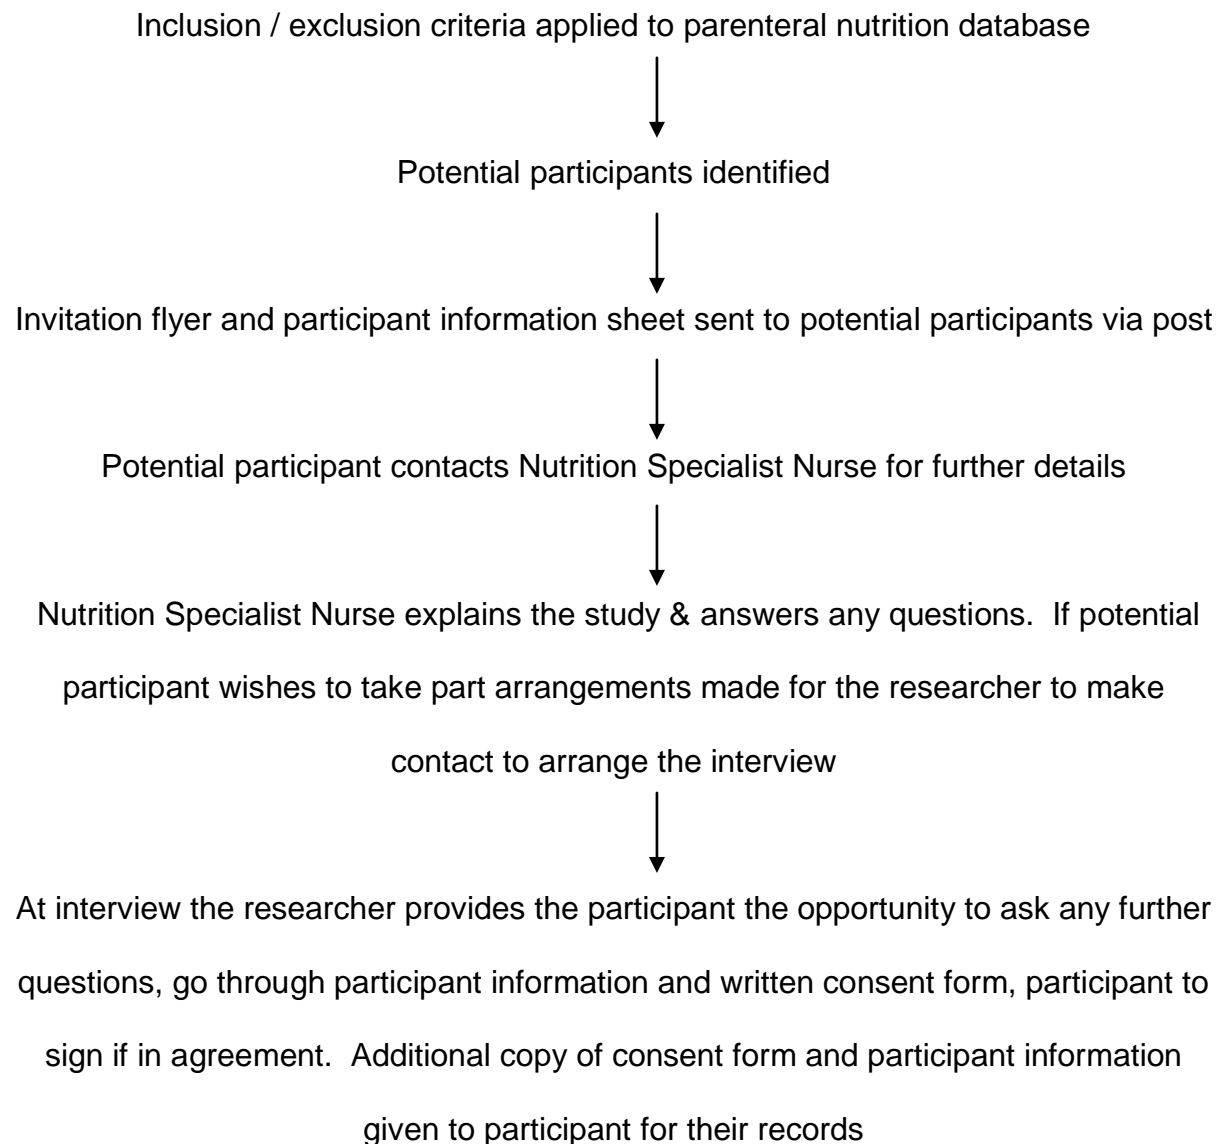 Inclusion / exclusion criteria applied to parenteral nutrition database
Potential participants identified
Invitation flyer and participant information sheet sent to potential participants via post
Potential participant contacts Nutrition Specialist Nurse for further details
Nutrition Specialist Nurse explains the study & answers any questions.  If potential
participant wishes to take part arrangements made for the researcher to make
contact to arrange the interview
At interview the researcher provides the participant the opportunity to ask any further
questions, go through participant information and written consent form, participant to
sign if in agreement.  Additional copy of consent form and participant information
given to participant for their records